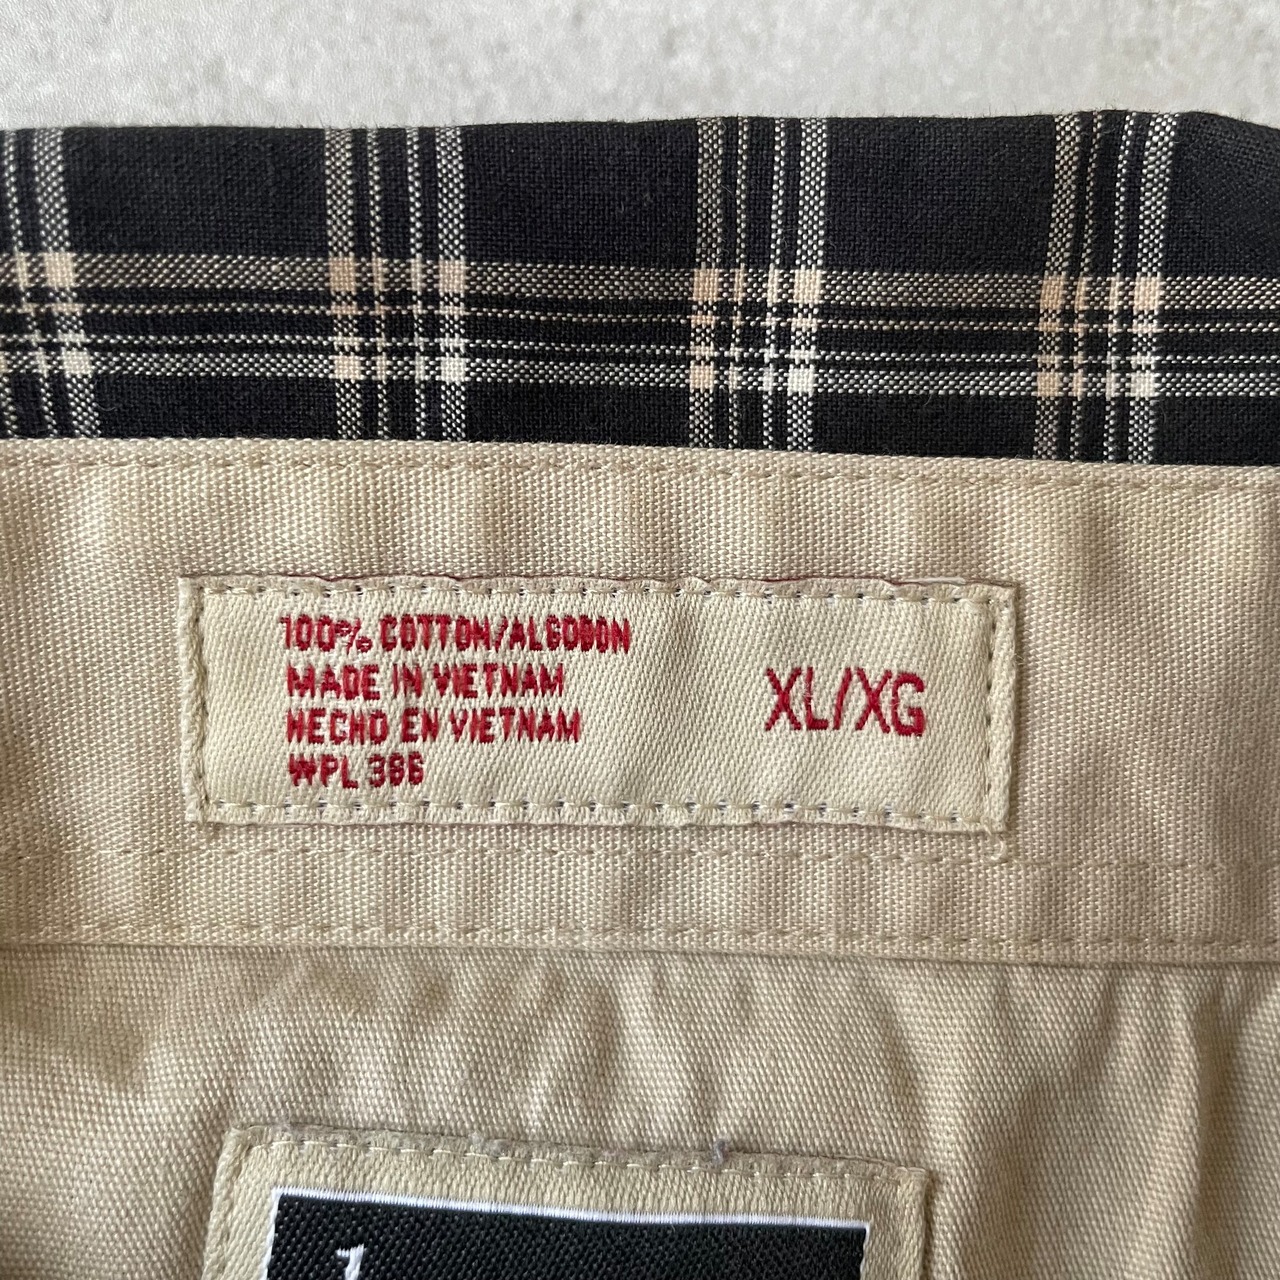 100% COTTON/ALGODON
MADE IN VIETNAM
HECHO EN VIETNAM
WPL 386
XL/XG